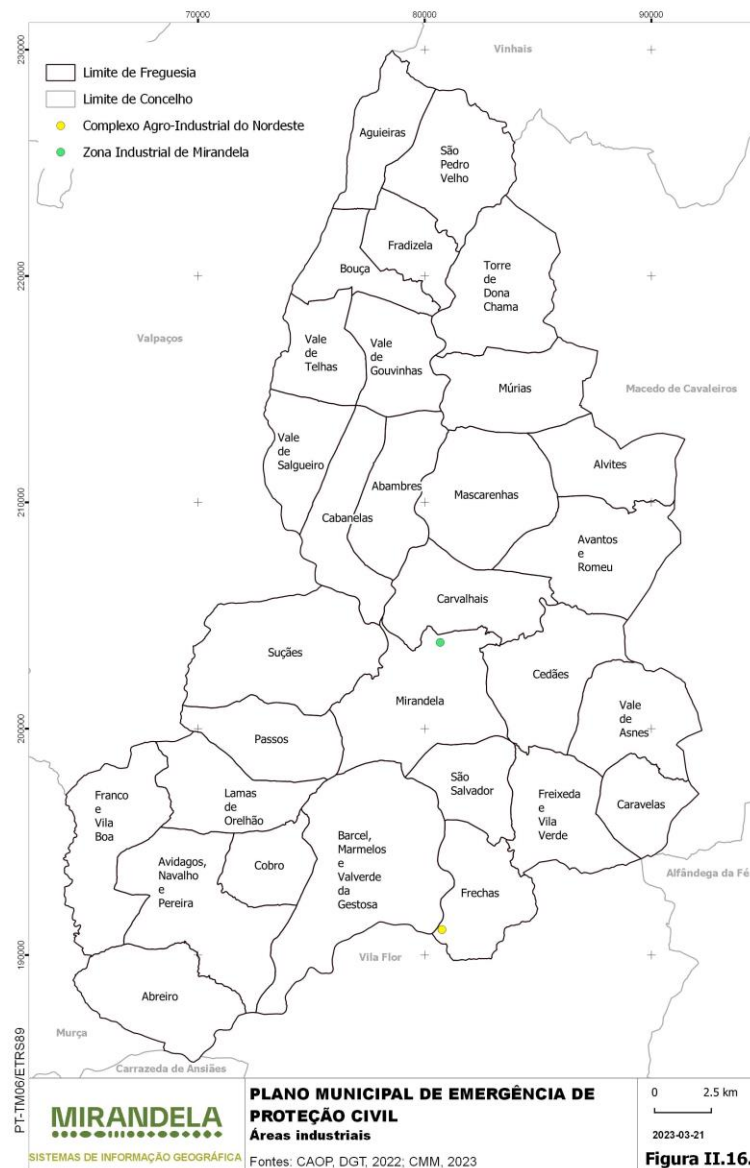 70000
80000
90000
230000
220000
210000
200000
190000
Vinhais
Limite de Freguesia
Limite de Concelho
Complexo Agro-Industrial do Nordeste
Zona Industrial de Mirandela
Aguieiras
São
Pedro
Velho
Fradizela
Bouça
Torre
de
Dona
Chama
Valpaços
Vale
de
Telhas
Vale
de
Gouvinhas
Múrias
Macedo de Cavaleiros
Vale
de
Salgueiro
Alvites
Abambres
Mascarenhas
Cabanelas
Avantos
e
Romeu
Carvalhais
Suçães
Cedães
Mirandela
Vale
de
Asnes
Passos
São
Salvador
Franco
e
Vila
Boa
Lamas
de
Orelhão
Freixeda
e
Vila
Verde
Caravelas
Barcel,
Marmelos
e
Valverde
da
Gestosa
Avidagos,
Navalho
e
Pereira
Cobro
Frechas
Alfândega da Fé
Vila Flor
Abreiro
Murça
Carrazeda de Ansiães
PT-TM06/ETRS89
MIRANDELA
SISTEMAS DE INFORMAÇÃO GEOGRÁFICA
PLANO MUNICIPAL DE EMERGÊNCIA DE
PROTEÇÃO CIVIL
Áreas industriais
Fontes: CAOP, DGT, 2022; CMM, 2023
0 2.5 km
2023-03-21
Figura II.16.